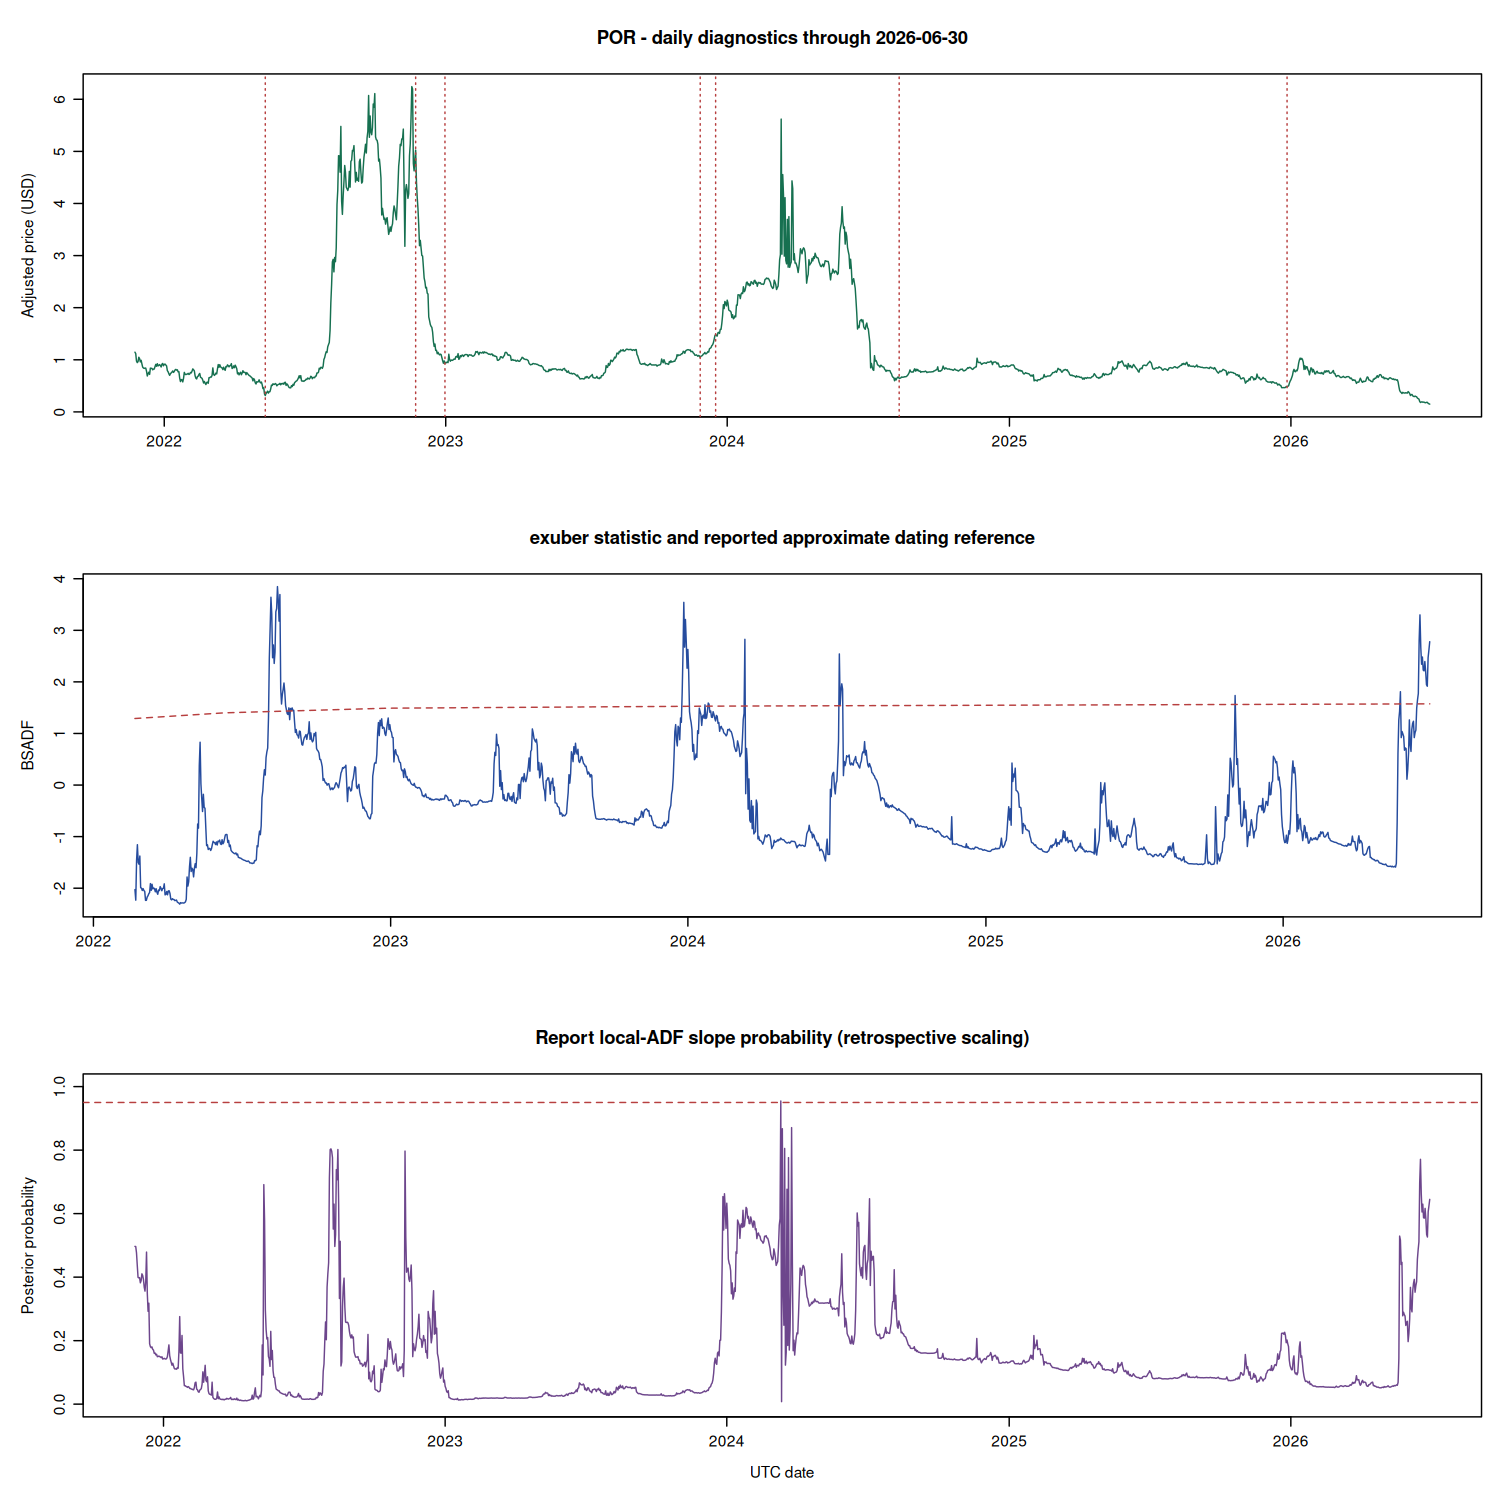 POR - daily diagnostics through 2026-06-30
Adjusted price (USD)
6
5
4
3
2
1
0
2022 2023 2024 2025 2026
exuber statistic and reported approximate dating reference
BSADF
4
3
2
1
0
-1
-2
2022 2023 2024 2025 2026
Report local-ADF slope probability (retrospective scaling)
Posterior probability
1.0
0.8
0.6
0.4
0.2
0.0
2022 2023 2024 2025 2026
UTC date